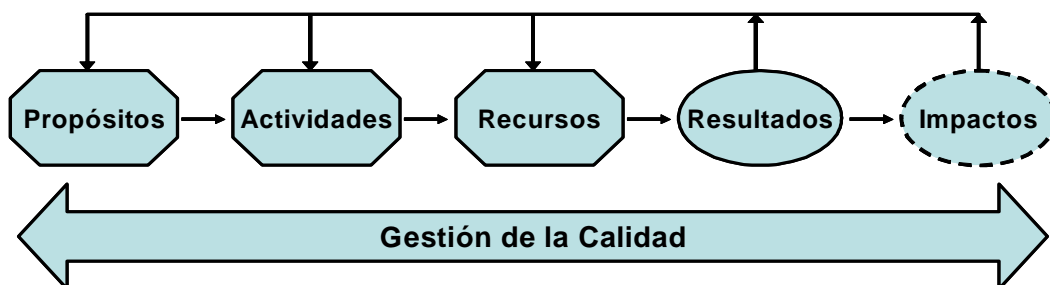 Propósitos
Actividades
Recursos
Resultados
Impactos
Gestión de la Calidad